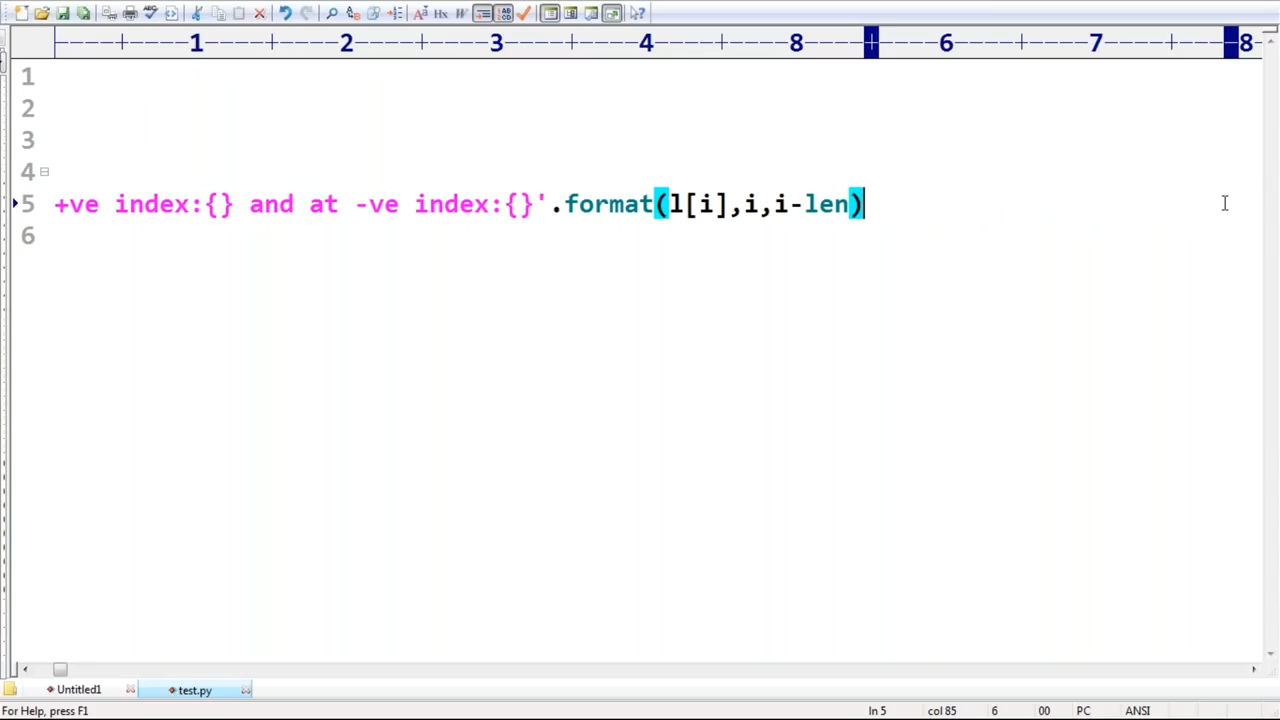 1 2 3 4 8 6 7 8
1
2
3
4
5 +ve index:{} and at -ve index:{}'.format(l[i],i,i-len)
6
Untitled1 test.py
For Help, press F1 ln 5 col 85 6 00 PC ANSI